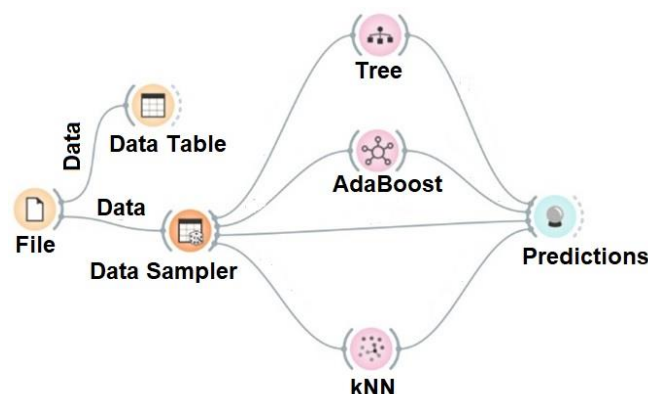 Tree
Data
Data Table
AdaBoost
Data
File
Data Sampler
Predictions
kNN